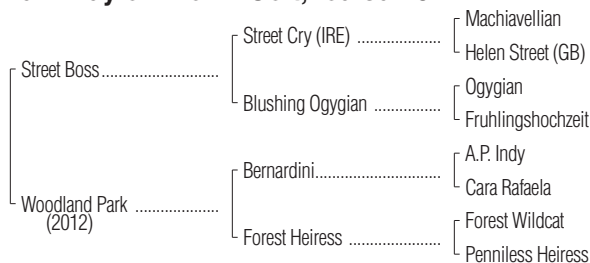 Machiavellian
Street Cry (IRE) ..................
Helen Street (GB)
Street Boss .........................
Ogygian
Blushing Ogygian ................
Fruhlingshochzeit
A.P. Indy
Bernardini............................
Cara Rafaela
Woodland Park ..................
(2012)
Forest Wildcat
Forest Heiress ....................
Penniless Heiress